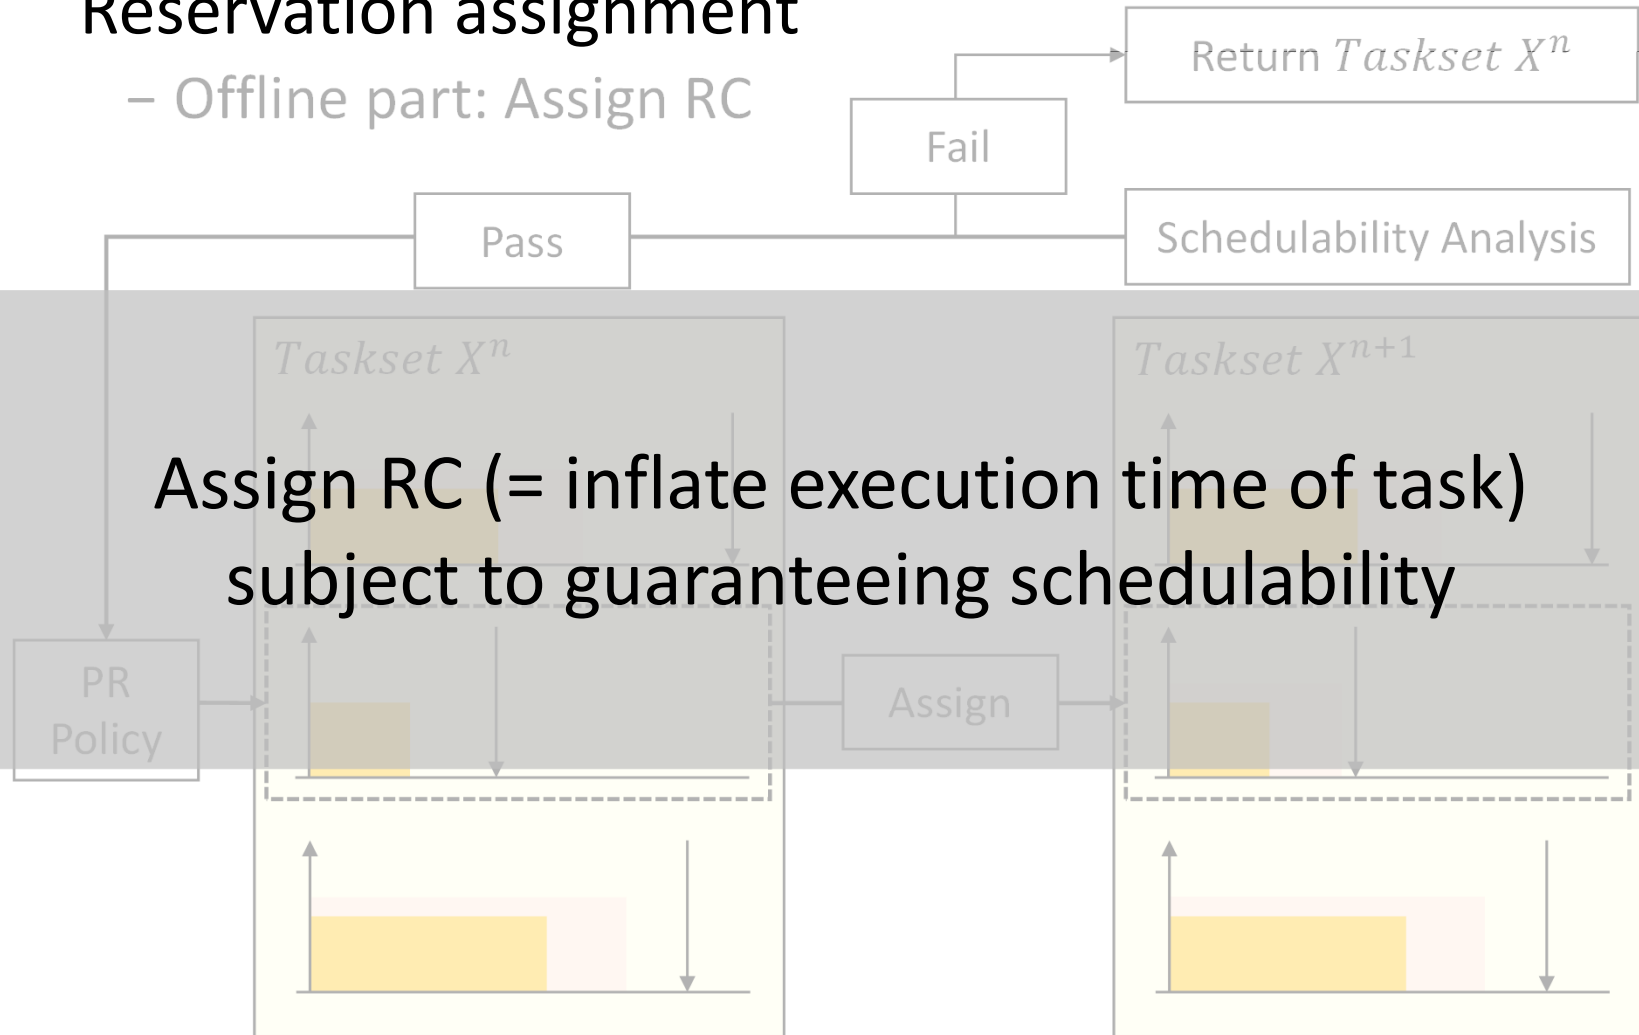 Reservation assignment
– Offline part: Assign RC
Return Taskset Xⁿ
Fail
Pass
Schedulability Analysis
Taskset Xⁿ
Taskset Xⁿ⁺¹
Assign RC (= inflate execution time of task)
subject to guaranteeing schedulability
PR
Policy
Assign